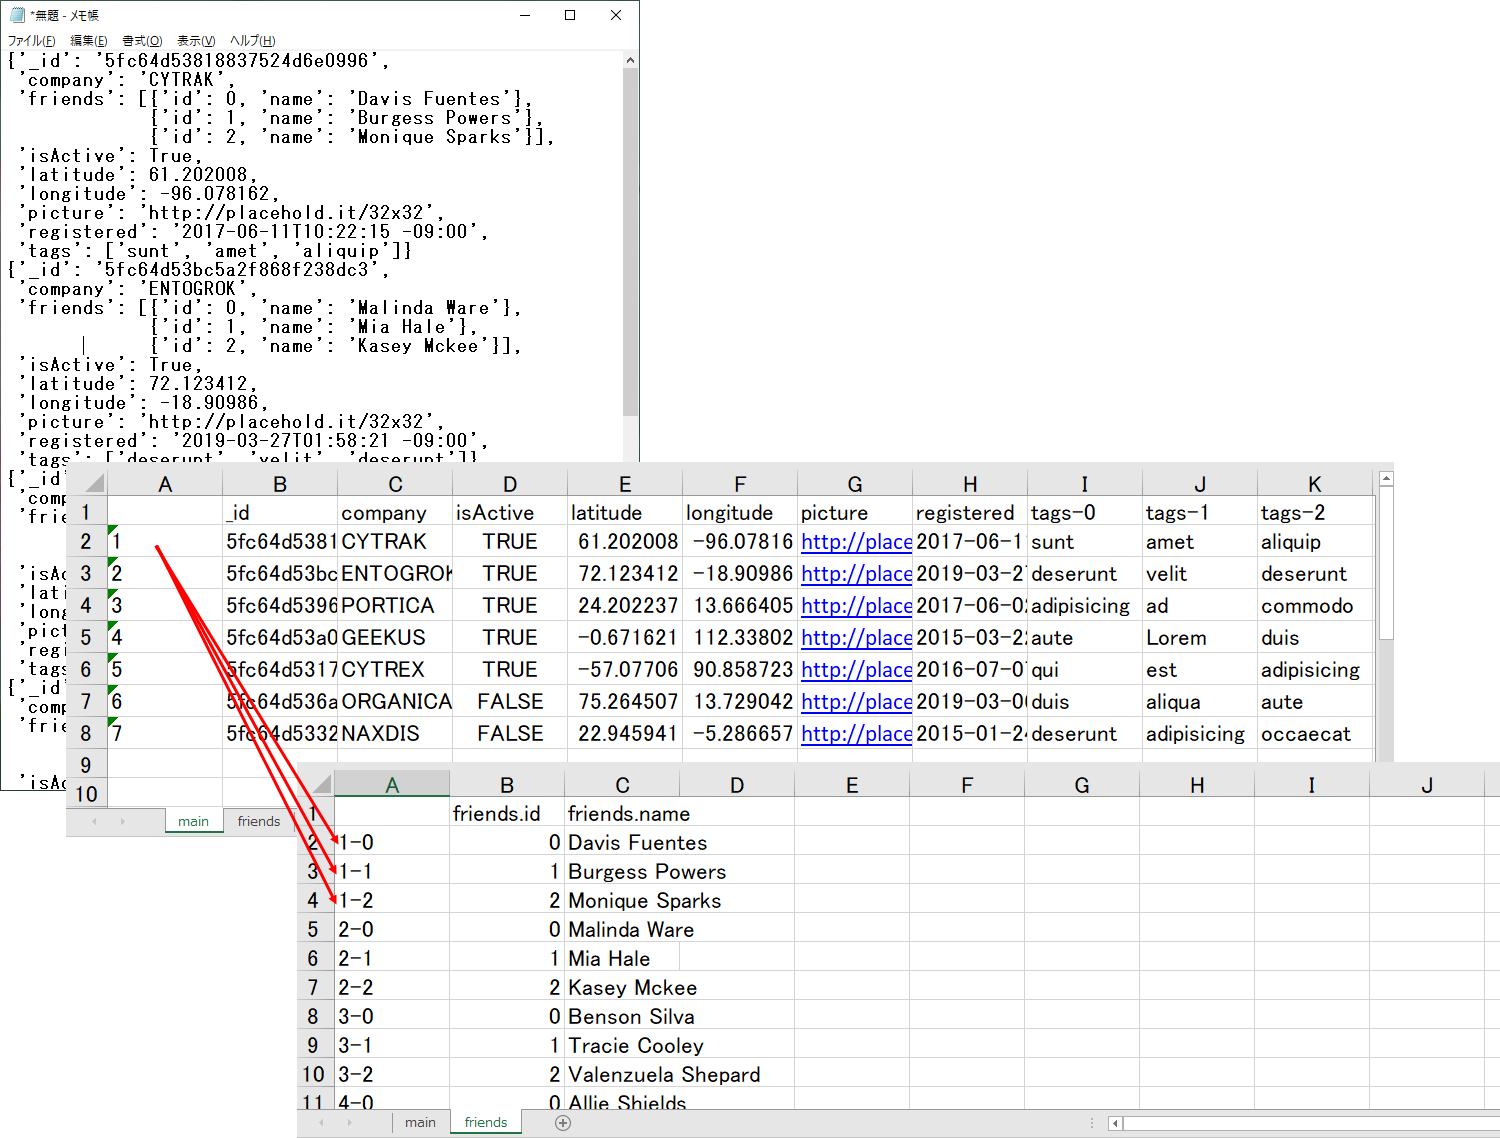 *無題 - メモ帳
ファイル(F) 編集(E) 書式(O) 表示(V) ヘルプ(H)
{'_id': '5fc64d53818837524d6e0996',
'company': 'CYTRAK',
'friends': [{'id': 0, 'name': 'Davis Fuentes'},
{'id': 1, 'name': 'Burgess Powers'},
{'id': 2, 'name': 'Monique Sparks'}],
'isActive': True,
'latitude': 61.202008,
'longitude': -96.078162,
'picture': 'http://placehold.it/32x32',
'registered': '2017-06-11T10:22:15 -09:00',
'tags': ['sunt', 'amet', 'aliquip']}
{'_id': '5fc64d53bc5a2f868f238dc3',
'company': 'ENTOGROK',
'friends': [{'id': 0, 'name': 'Malinda Ware'},
{'id': 1, 'name': 'Mia Hale'},
{'id': 2, 'name': 'Kasey Mckee'}],
'isActive': True,
'latitude': 72.123412,
'longitude': -18.90986,
'picture': 'http://placehold.it/32x32',
'registered': '2019-03-27T01:58:21 -09:00',
'tags': ['deserunt', 'velit', 'deserunt']}
{'_id
'comp
'frie
'isAc
'lati
'long
'pict
'regi
'tags
{'_id
'comp
'frie
'isAc
A B C D E F G H I J K
1 _id company isActive latitude longitude picture registered tags-0 tags-1 tags-2
2 1 5fc64d5381 CYTRAK TRUE 61.202008 -96.07816 http://place 2017-06-1 sunt amet aliquip
3 2 5fc64d53bc ENTOGROK TRUE 72.123412 -18.90986 http://place 2019-03-27 deserunt velit deserunt
4 3 5fc64d5396 PORTICA TRUE 24.202237 13.666405 http://place 2017-06-02 adipisicing ad commodo
5 4 5fc64d53a0 GEEKUS TRUE -0.671621 112.33802 http://place 2015-03-22 aute Lorem duis
6 5 5fc64d5317 CYTREX TRUE -57.07706 90.858723 http://place 2016-07-07 qui est adipisicing
7 6 5fc64d536a ORGANICA FALSE 75.264507 13.729042 http://place 2019-03-06 duis aliqua aute
8 7 5fc64d5332 NAXDIS FALSE 22.945941 -5.286657 http://place 2015-01-24 deserunt adipisicing occaecat
9
10
main friends
A B C D E F G H I J
1 friends.id friends.name
2 1-0 0 Davis Fuentes
3 1-1 1 Burgess Powers
4 1-2 2 Monique Sparks
5 2-0 0 Malinda Ware
6 2-1 1 Mia Hale
7 2-2 2 Kasey Mckee
8 3-0 0 Benson Silva
9 3-1 1 Tracie Cooley
10 3-2 2 Valenzuela Shepard
11 4-0 0 Allie Shields
main friends